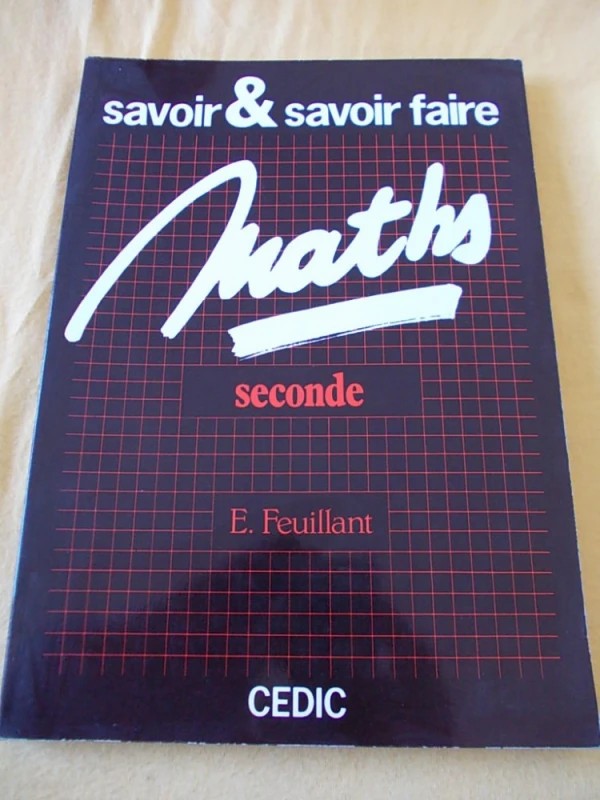 savoir & savoir faire
Maths
seconde
E. Feuillant
CEDIC